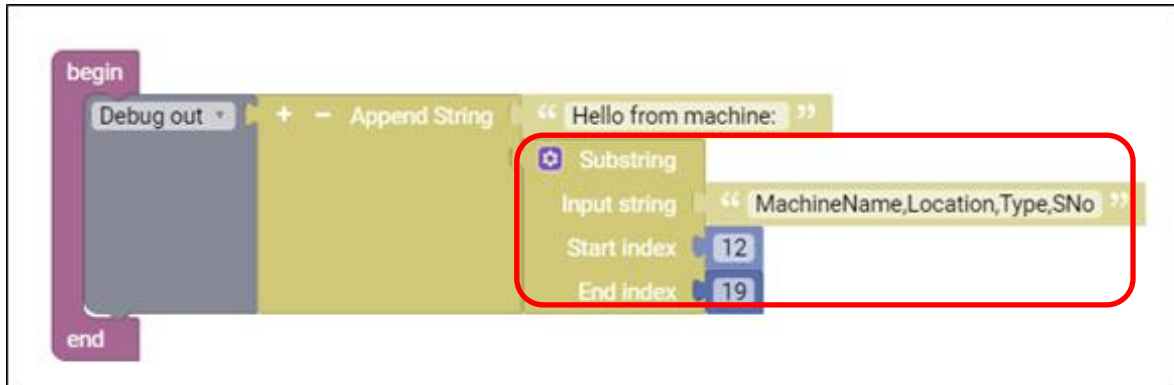 begin
Debug out + - Append String “ Hello from machine: ”
Substring
Input string “ MachineName,Location,Type,SNo ”
Start index 12
End index 19
end